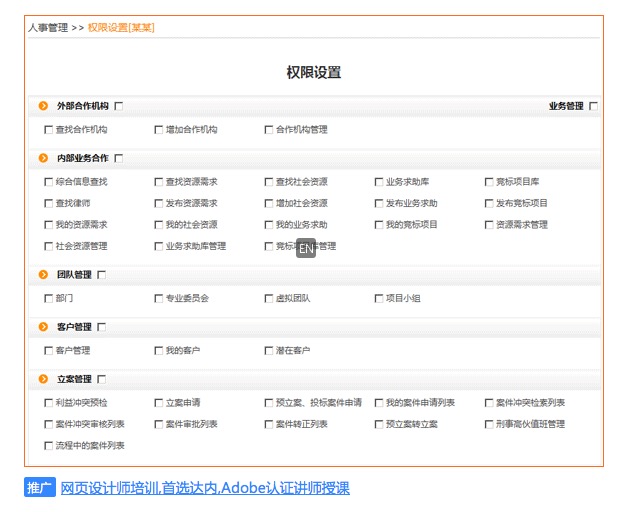 人事管理 >> 权限设置[某某]
权限设置
外部合作机构 业务管理
查找合作机构 增加合作机构 合作机构管理
内部业务合作
综合信息查找 查找资源需求 查找社会资源 业务求助库 竞标项目库
查找律师 发布资源需求 增加社会资源 发布业务求助 发布竞标项目
我的资源需求 我的社会资源 我的业务求助 我的竞标项目 资源需求管理
社会资源管理 业务求助库管理 竞标项 管理
EN
团队管理
部门 专业委员会 虚拟团队 项目小组
客户管理
客户管理 我的客户 潜在客户
立案管理
利益冲突预检 立案申请 预立案、投标案件申请 我的案件申请列表 案件冲突检索列表
案件冲突审核列表 案件审批列表 案件转正列表 预立案转立案 刑事高伙值班管理
流程中的案件列表
推广 网页设计师培训,首选达内,Adobe认证讲师授课